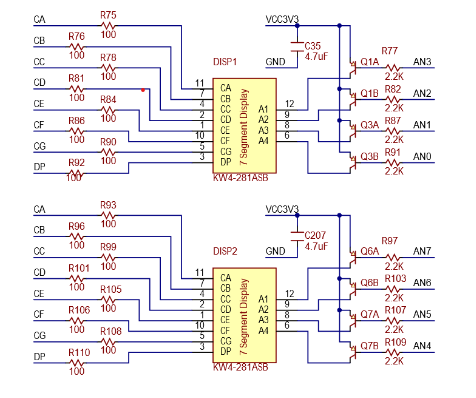 CA R75 100
CB R76 100
CC R78 100
CD R81 100
CE R84 100
CF R86 100
CG R90 100
DP R92 100
DISP1
11 CA
7 CB
4 CC
2 CD
1 CE
10 CF
5 CG
3 DP
7 Segment Display
A1 12
A2 9
A3 8
A4 6
KW4-281ASB
VCC3V3
C35
4.7uF
GND
Q1A R77 2.2K AN3
Q1B R82 2.2K AN2
Q3A R87 2.2K AN1
Q3B R91 2.2K AN0
CA R93 100
CB R96 100
CC R99 100
CD R101 100
CE R105 100
CF R106 100
CG R108 100
DP R110 100
DISP2
11 CA
7 CB
4 CC
2 CD
1 CE
10 CF
5 CG
3 DP
7 Segment Display
A1 12
A2 9
A3 8
A4 6
KW4-281ASB
VCC3V3
C207
4.7uF
GND
Q6A R97 2.2K AN7
Q6B R103 2.2K AN6
Q7A R107 2.2K AN5
Q7B R109 2.2K AN4